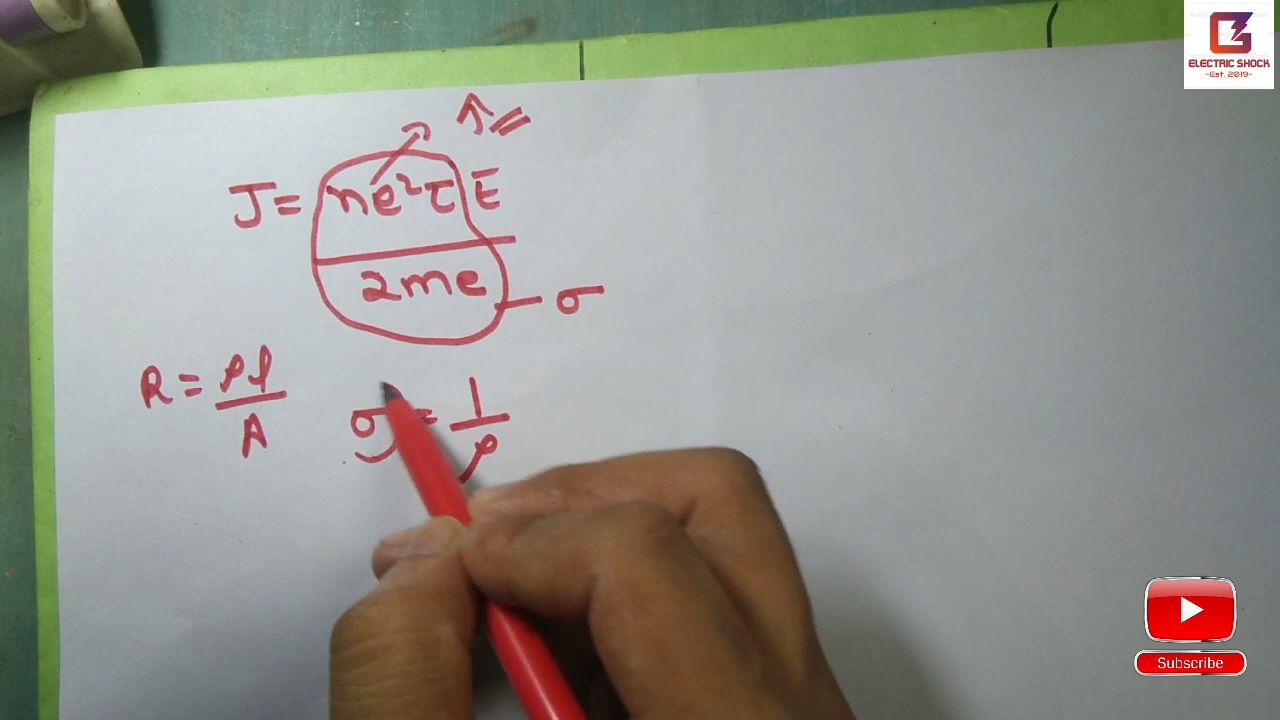 ELECTRIC SHOCK
-Est. 2019-
↑
J = ne²τE
2me
σ
R = ρl
A
σ = 1
ρ
Subscribe